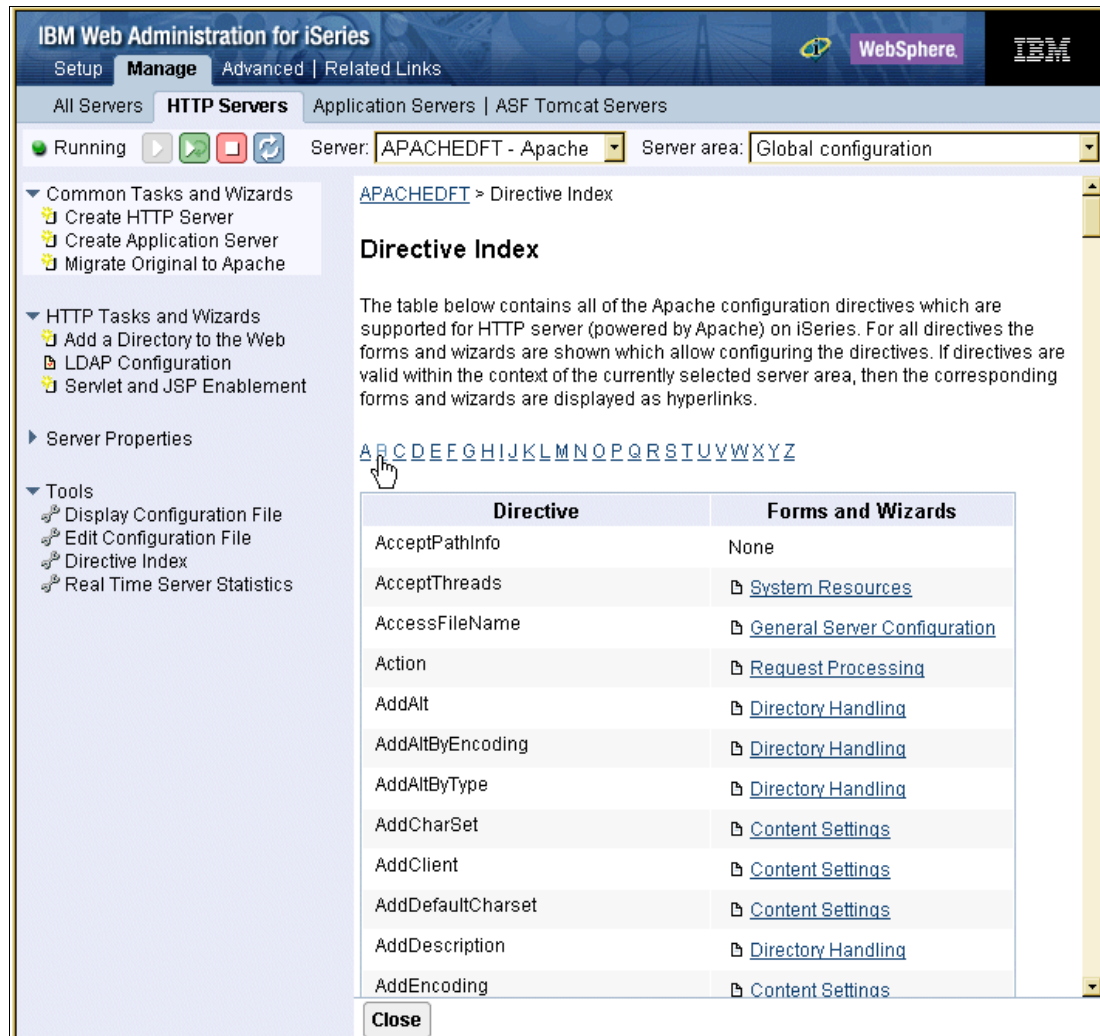 IBM Web Administration for iSeries
WebSphere.
IBM
Setup Manage Advanced | Related Links
All Servers HTTP Servers Application Servers | ASF Tomcat Servers
Running Server: APACHEDFT - Apache Server area: Global configuration
Common Tasks and Wizards
Create HTTP Server
Create Application Server
Migrate Original to Apache
HTTP Tasks and Wizards
Add a Directory to the Web
LDAP Configuration
Servlet and JSP Enablement
Server Properties
Tools
Display Configuration File
Edit Configuration File
Directive Index
Real Time Server Statistics
APACHEDFT > Directive Index
Directive Index
The table below contains all of the Apache configuration directives which are
supported for HTTP server (powered by Apache) on iSeries. For all directives the
forms and wizards are shown which allow configuring the directives. If directives are
valid within the context of the currently selected server area, then the corresponding
forms and wizards are displayed as hyperlinks.
A B C D E F G H I J K L M N O P Q R S T U V W X Y Z
Directive Forms and Wizards
AcceptPathInfo None
AcceptThreads System Resources
AccessFileName General Server Configuration
Action Request Processing
AddAlt Directory Handling
AddAltByEncoding Directory Handling
AddAltByType Directory Handling
AddCharSet Content Settings
AddClient Content Settings
AddDefaultCharset Content Settings
AddDescription Directory Handling
AddEncoding Content Settings
Close